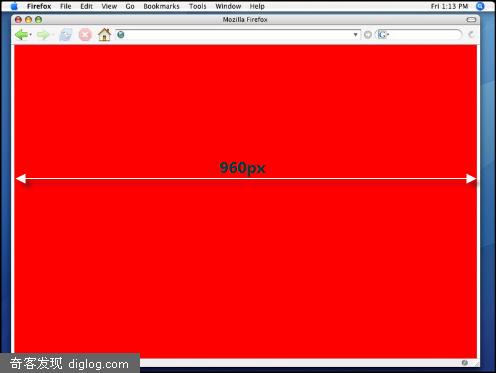 Firefox File Edit View Go Bookmarks Tools Window Help Fri 1:13 PM
Mozilla Firefox
G
960px
奇客发现 diglog.com